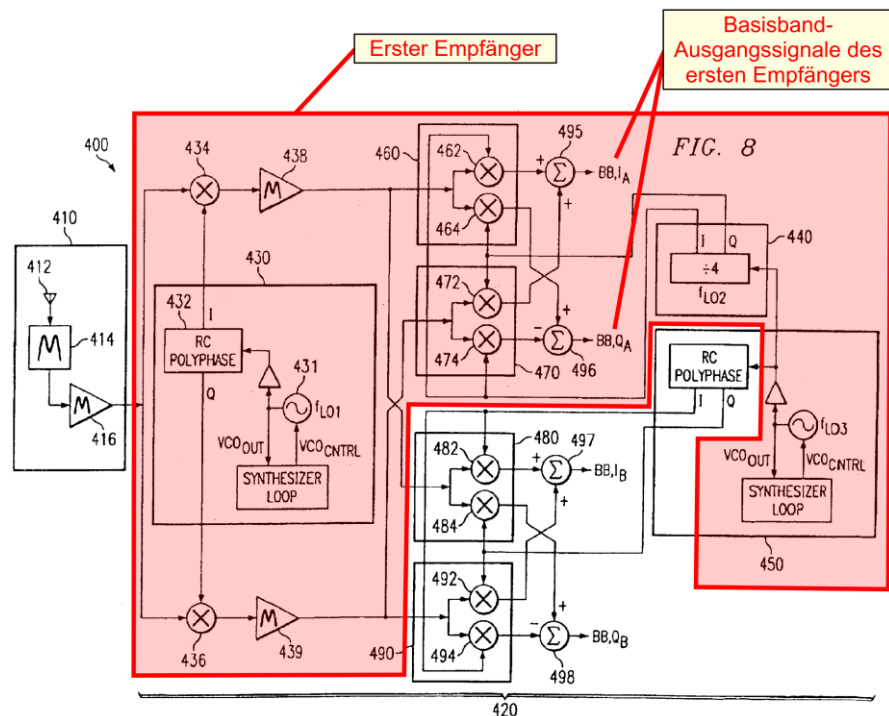 Erster Empfänger
Basisband-
Ausgangssignale des
ersten Empfängers
FIG. 8
400
410
412
414
416
434
438
430
432
RC
POLYPHASE
I
Q
431
fLO1
VCOOUT
VCOCNTRL
SYNTHESIZER
LOOP
436
439
460
462
464
472
474
470
495
+
+
BB,IA
+
−
BB,QA
496
I
Q
440
÷4
fLO2
RC
POLYPHASE
I
Q
fLO3
VCOOUT
VCOCNTRL
SYNTHESIZER
LOOP
450
480
482
484
492
494
490
497
+
+
BB,IB
+
−
BB,QB
498
420